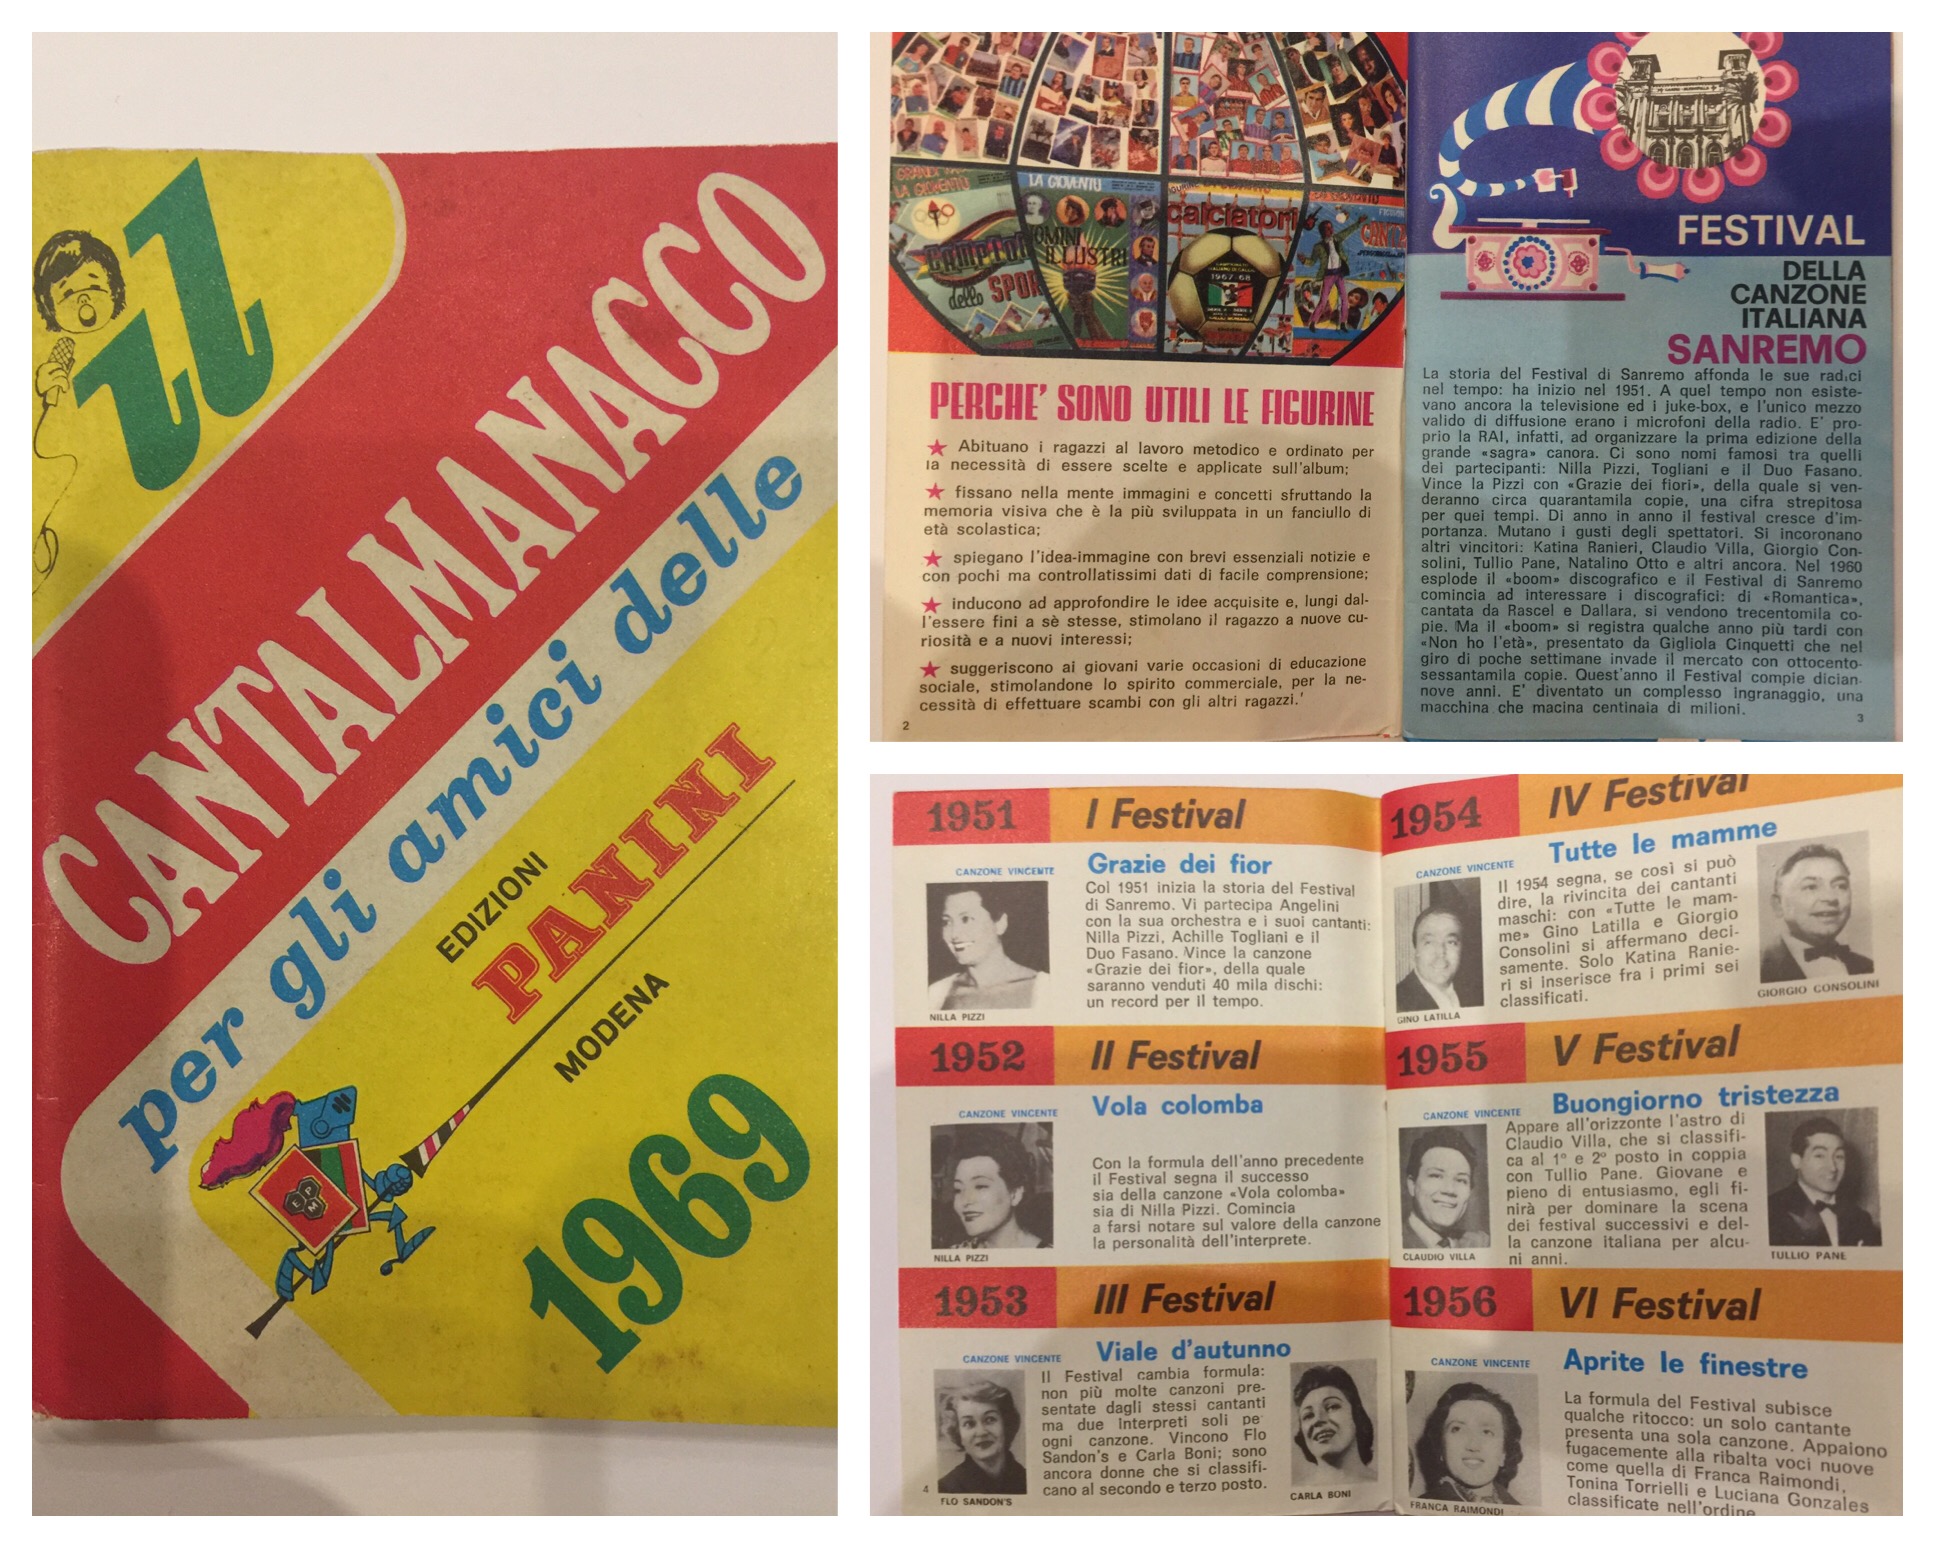 il
CANTALMANACCO
per gli amici delle
EDIZIONI
PANINI
MODENA
1969
E P M
LA GIOVENTU
LA GIOVENTU
CAMPIONI
dello SPORT
UOMINI
ILLUSTRI
calciatori
1967-68
PERCHE' SONO UTILI LE FIGURINE
Abituano i ragazzi al lavoro metodico e ordinato per
la necessità di essere scelte e applicate sull'album;
fissano nella mente immagini e concetti sfruttando la
memoria visiva che è la più sviluppata in un fanciullo di
età scolastica;
spiegano l'idea-immagine con brevi essenziali notizie e
con pochi ma controllatissimi dati di facile comprensione;
inducono ad approfondire le idee acquisite e, lungi dal-
l'essere fini a sè stesse, stimolano il ragazzo a nuove cu-
riosità e a nuovi interessi;
suggeriscono ai giovani varie occasioni di educazione
sociale, stimolandone lo spirito commerciale, per la ne-
cessità di effettuare scambi con gli altri ragazzi.'
2
FESTIVAL
DELLA
CANZONE
ITALIANA
SANREMO
La storia del Festival di Sanremo affonda le sue radici
nel tempo: ha inizio nel 1951. A quel tempo non esiste-
vano ancora la televisione ed i juke-box, e l'unico mezzo
valido di diffusione erano i microfoni della radio. E' pro-
prio la RAI, infatti, ad organizzare la prima edizione della
grande «sagra» canora. Ci sono nomi famosi tra quelli
dei partecipanti: Nilla Pizzi, Togliani e il Duo Fasano.
Vince la Pizzi con «Grazie dei fiori», della quale si ven-
deranno circa quarantamila copie, una cifra strepitosa
per quei tempi. Di anno in anno il festival cresce d'im-
portanza. Mutano i gusti degli spettatori. Si incoronano
altri vincitori: Katina Ranieri, Claudio Villa, Giorgio Con-
solini, Tullio Pane, Natalino Otto e altri ancora. Nel 1960
esplode il «boom» discografico e il Festival di Sanremo
comincia ad interessare i discografici: di «Romantica»,
cantata da Rascel e Dallara, si vendono trecentomila co-
pie. Ma il «boom» si registra qualche anno più tardi con
«Non ho l'età», presentato da Gigliola Cinquetti che nel
giro di poche settimane invade il mercato con ottocento-
sessantamila copie. Quest'anno il Festival compie dician-
nove anni. E' diventato un complesso ingranaggio, una
macchina che macina centinaia di milioni.
3
1951
I Festival
CANZONE VINCENTE
Grazie dei fior
Col 1951 inizia la storia del Festival
di Sanremo. Vi partecipa Angelini
con la sua orchestra e i suoi cantanti:
Nilla Pizzi, Achille Togliani e il
Duo Fasano. Vince la canzone
«Grazie dei fior», della quale
saranno venduti 40 mila dischi:
un record per il tempo.
NILLA PIZZI
1952
II Festival
CANZONE VINCENTE
Vola colomba
Con la formula dell'anno precedente
il Festival segna il successo
sia della canzone «Vola colomba»
sia di Nilla Pizzi. Comincia
a farsi notare sul valore della canzone
la personalità dell'interprete.
NILLA PIZZI
1953
III Festival
CANZONE VINCENTE
Viale d'autunno
Il Festival cambia formula:
non più molte canzoni pre-
sentate dagli stessi cantanti
ma due interpreti soli pe
ogni canzone. Vincono Flo
Sandon's e Carla Boni; sono
ancora donne che si classifi-
cano al secondo e terzo posto.
FLO SANDON'S
CARLA BONI
4
1954
IV Festival
CANZONE VINCENTE
Tutte le mamme
Il 1954 segna, se così si può
dire, la rivincita dei cantanti
maschi: con «Tutte le mam-
me» Gino Latilla e Giorgio
Consolini si affermano deci-
samente. Solo Katina Ranie-
ri si inserisce fra i primi sei
classificati.
GINO LATILLA
GIORGIO CONSOLINI
1955
V Festival
CANZONE VINCENTE
Buongiorno tristezza
Appare all'orizzonte l'astro di
Claudio Villa, che si classifi-
ca al 1° e 2° posto in coppia
con Tullio Pane. Giovane e
pieno di entusiasmo, egli fi-
nirà per dominare la scena
dei festival successivi e del-
la canzone italiana per alcu-
ni anni.
CLAUDIO VILLA
TULLIO PANE
1956
VI Festival
CANZONE VINCENTE
Aprite le finestre
La formula del Festival subisce
qualche ritocco: un solo cantante
presenta una sola canzone. Appaiono
fugacemente alla ribalta voci nuove
come quella di Franca Raimondi,
Tonina Torrielli e Luciana Gonzales
classificate nell'ordine.
FRANCA RAIMONDI